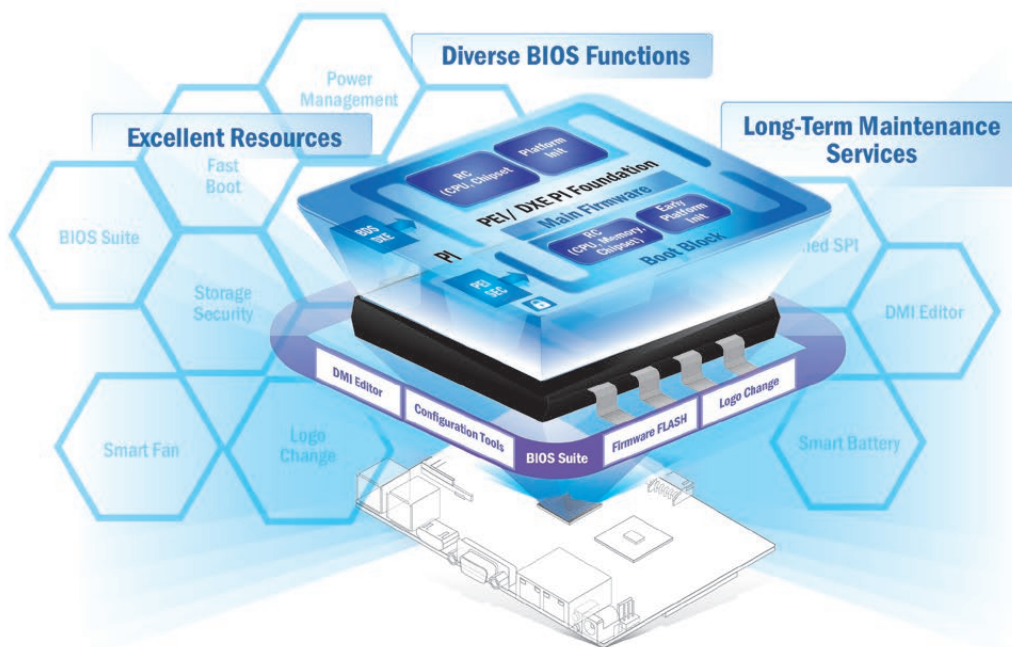 Diverse BIOS Functions
Excellent Resources
Long-Term Maintenance
Services
Power
Management
Fast
Boot
BIOS Suite
Storage
Security
Smart Fan
Logo
Change
SPI
DMI Editor
Smart Battery
RC
(CPU, Chipset
Platform
Init
PEI/ DXE PI Foundation
Main Firmware
BDS
DXE
PI
RC
(CPU, Memory,
Chipset)
Early
Platform
Init.
Boot Block
PEI
SEC
DMI Editor
Configuration Tools
BIOS Suite
Firmware FLASH
Logo Change